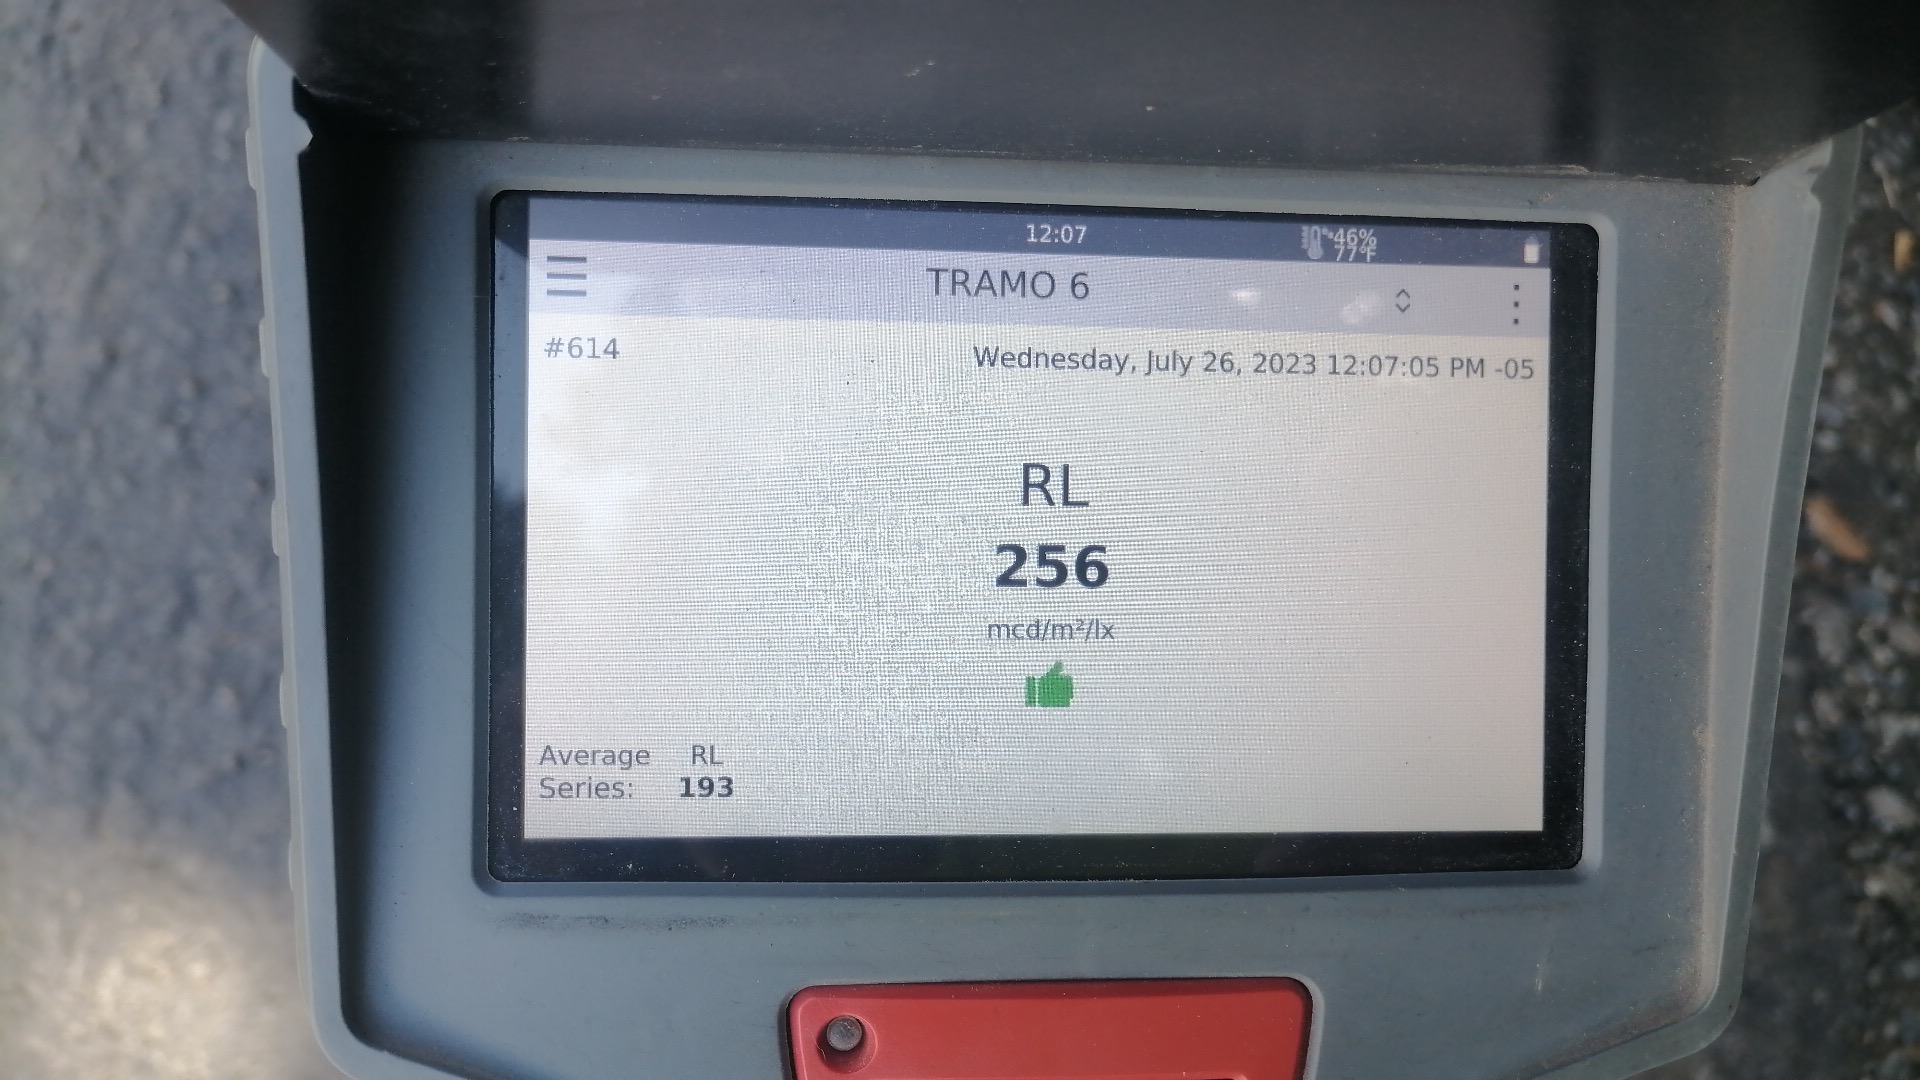 12:07
46%
77°F
TRAMO 6
#614
Wednesday, July 26, 2023 12:07:05 PM -05
RL
256
mcd/m²/lx
Average RL
Series: 193